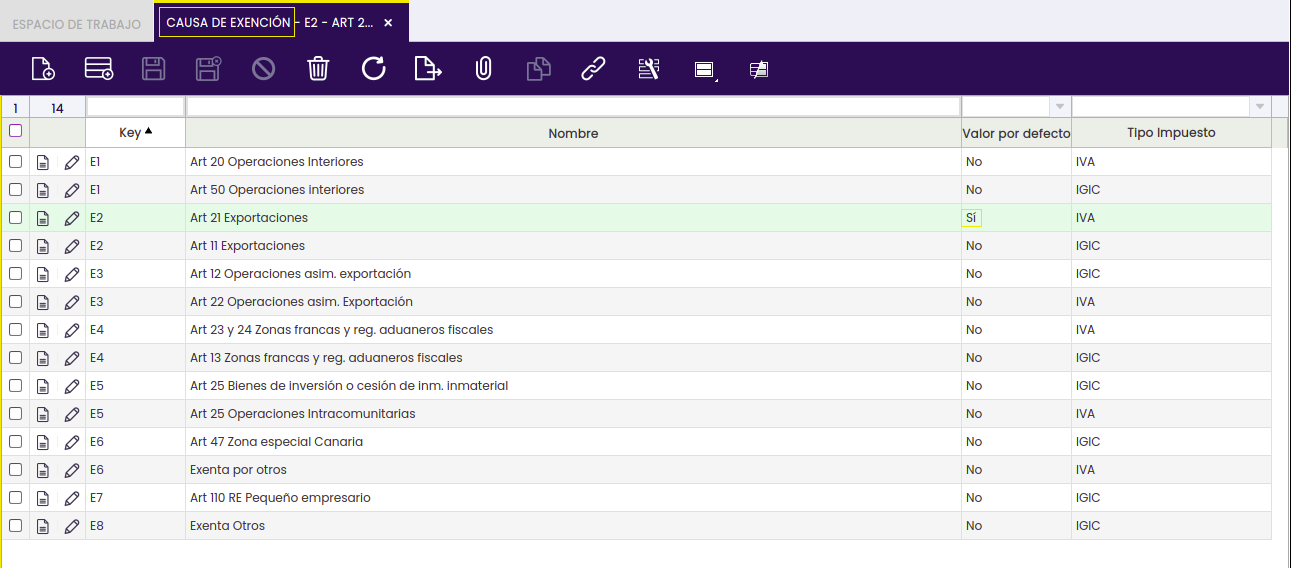 ESPACIO DE TRABAJO
CAUSA DE EXENCIÓN - E2 - ART 2...
1 14
Key Nombre Valor por defecto Tipo Impuesto
E1 Art 20 Operaciones Interiores No IVA
E1 Art 50 Operaciones interiores No IGIC
E2 Art 21 Exportaciones Sí IVA
E2 Art 11 Exportaciones No IGIC
E3 Art 12 Operaciones asim. exportación No IGIC
E3 Art 22 Operaciones asim. Exportación No IVA
E4 Art 23 y 24 Zonas francas y reg. aduaneros fiscales No IVA
E4 Art 13 Zonas francas y reg. aduaneros fiscales No IGIC
E5 Art 25 Bienes de inversión o cesión de inm. Inmaterial No IGIC
E5 Art 25 Operaciones Intracomunitarias No IVA
E6 Art 47 Zona especial Canaria No IGIC
E6 Exenta por otros No IVA
E7 Art 110 RE Pequeño empresario No IGIC
E8 Exenta Otros No IGIC